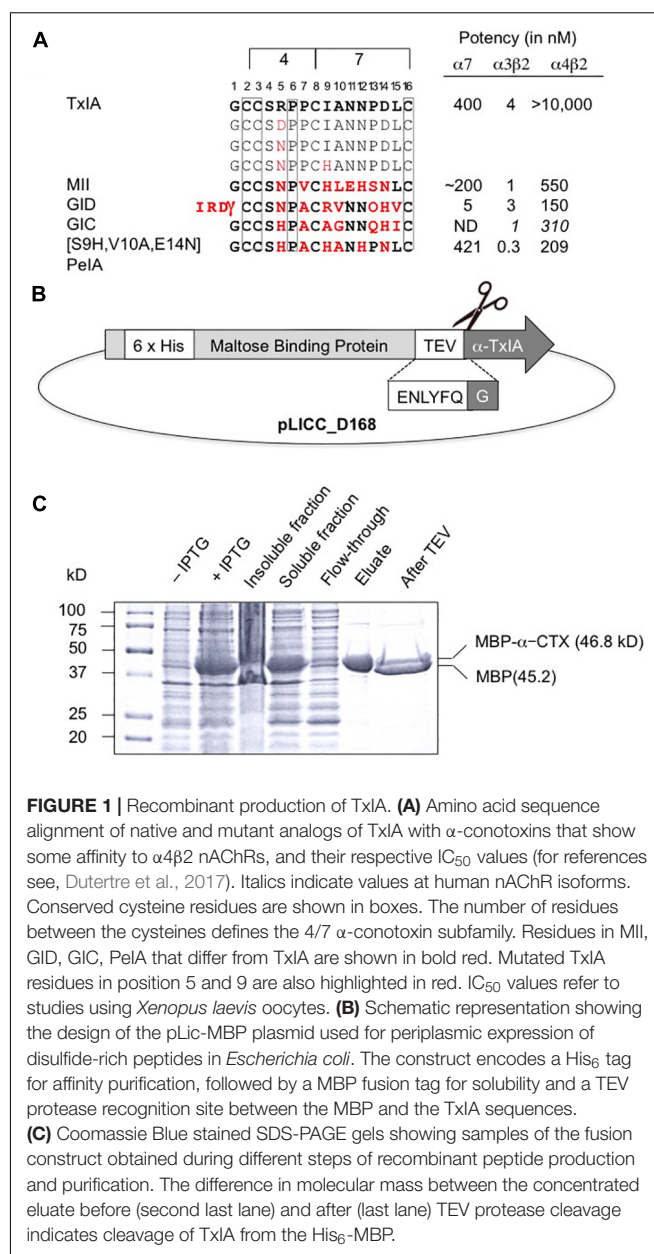 A
4 7
Potency (in nM)
α7 α3β2 α4β2
1 2 3 4 5 6 7 8 9 10 11 12 13 14 15 16
TxIA GCCSRPPCIANNPDLC 400 4 >10,000
GCCSDPPCIANNPDLC
GCCSNPPCIANNPDLC
GCCSNPPCHANNPDLC
MII GCCSNPVCHLEHSNLC ~200 1 550
GID IRDγGCCSNPACRVNNOHVC 5 3 150
GIC GCCSHPACAGNNQHIC ND 1 310
[S9H,V10A,E14N] GCCSHPACHANHPNLC 421 0.3 209
PeIA
B
6 x His Maltose Binding Protein TEV α-TxIA
ENLYFQ G
pLICC_D168
C
kD – IPTG + IPTG Insoluble fraction Soluble fraction Flow-through Eluate After TEV
100
75
50
37
25
20
MBP-α–CTX (46.8 kD)
MBP(45.2)
FIGURE 1 | Recombinant production of TxIA. (A) Amino acid sequence
alignment of native and mutant analogs of TxIA with α-conotoxins that show
some affinity to α4β2 nAChRs, and their respective IC50 values (for references
see, Dutertre et al., 2017). Italics indicate values at human nAChR isoforms.
Conserved cysteine residues are shown in boxes. The number of residues
between the cysteines defines the 4/7 α-conotoxin subfamily. Residues in MII,
GID, GIC, PeIA that differ from TxIA are shown in bold red. Mutated TxIA
residues in position 5 and 9 are also highlighted in red. IC50 values refer to
studies using Xenopus laevis oocytes. (B) Schematic representation showing
the design of the pLic-MBP plasmid used for periplasmic expression of
disulfide-rich peptides in Escherichia coli. The construct encodes a His6 tag
for affinity purification, followed by a MBP fusion tag for solubility and a TEV
protease recognition site between the MBP and the TxIA sequences.
(C) Coomassie Blue stained SDS-PAGE gels showing samples of the fusion
construct obtained during different steps of recombinant peptide production
and purification. The difference in molecular mass between the concentrated
eluate before (second last lane) and after (last lane) TEV protease cleavage
indicates cleavage of TxIA from the His6-MBP.